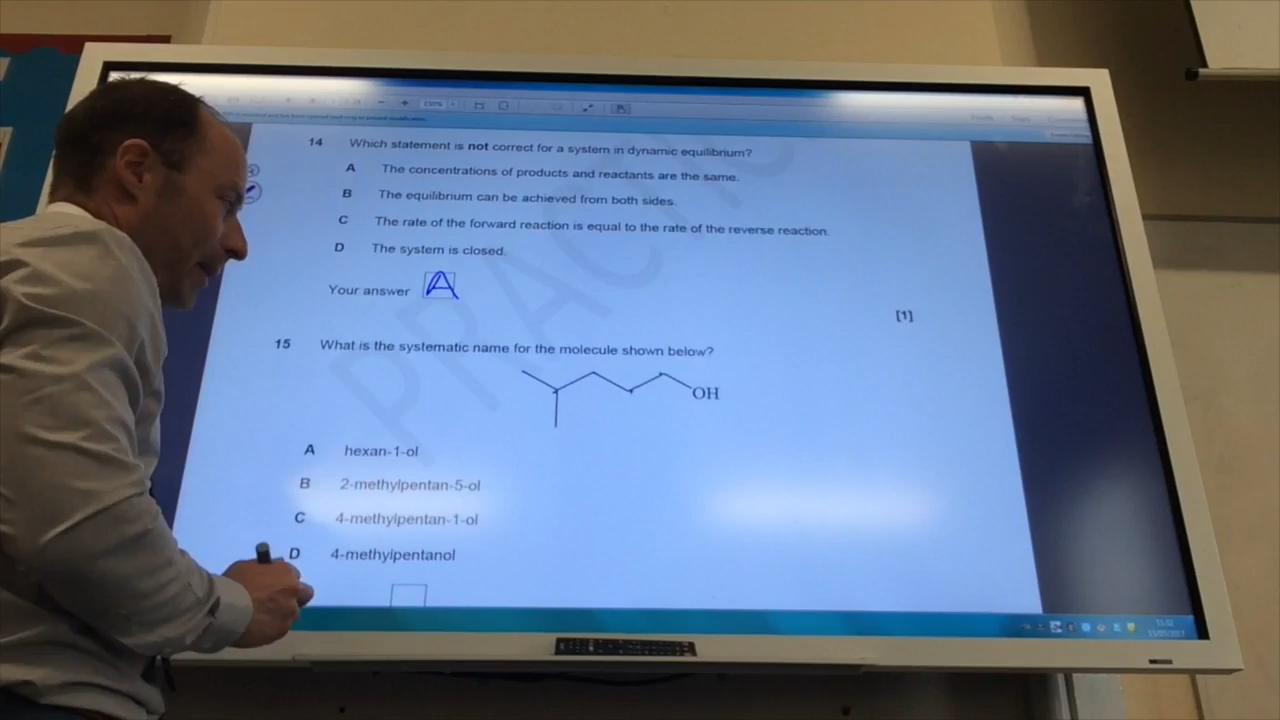 130%
14 Which statement is not correct for a system in dynamic equilibrium?
A The concentrations of products and reactants are the same.
B The equilibrium can be achieved from both sides.
C The rate of the forward reaction is equal to the rate of the reverse reaction.
D The system is closed.
Your answer A
[1]
15 What is the systematic name for the molecule shown below?
OH
A hexan-1-ol
B 2-methylpentan-5-ol
C 4-methylpentan-1-ol
D 4-methylpentanol
PRACTI